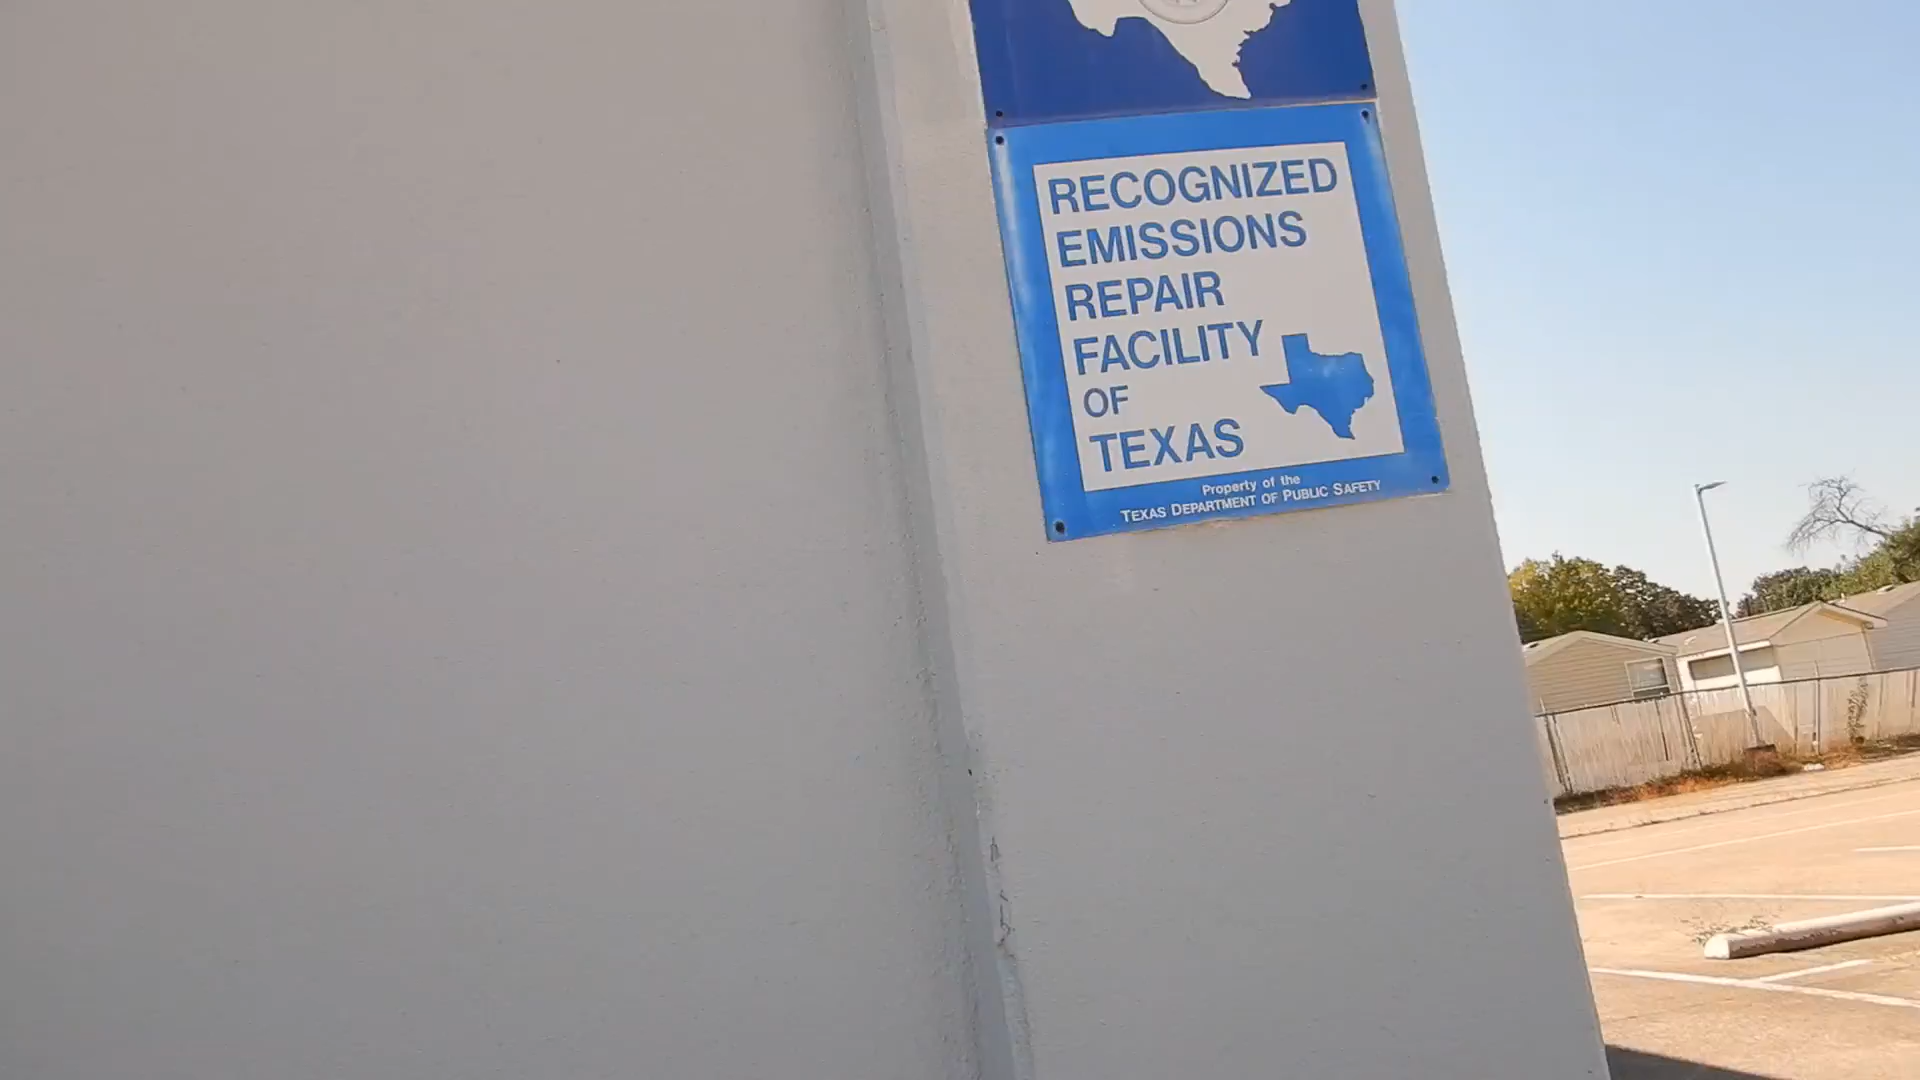 RECOGNIZED
EMISSIONS
REPAIR
FACILITY
OF
TEXAS
Property of the
TEXAS DEPARTMENT OF PUBLIC SAFETY